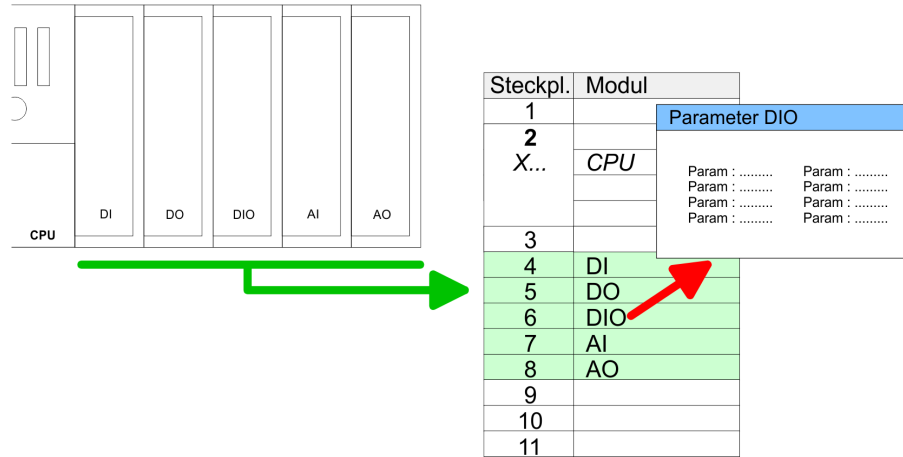 DI DO DIO AI AO
CPU
Steckpl. Modul
1
2
X... CPU
3
4 DI
5 DO
6 DIO
7 AI
8 AO
9
10
11
Parameter DIO
Param : ......... Param : .........
Param : ......... Param : .........
Param : ......... Param : .........
Param : ......... Param : .........